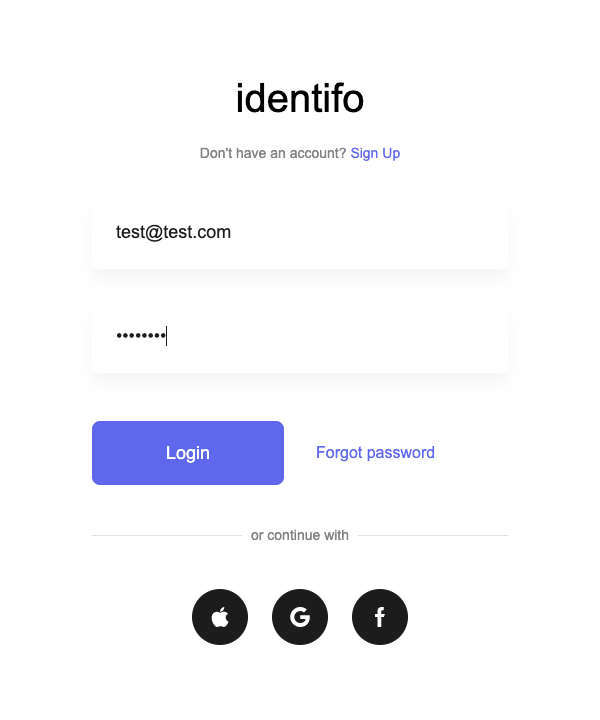 identifo
Don't have an account? Sign Up
test@test.com
••••••••
Login
Forgot password
or continue with